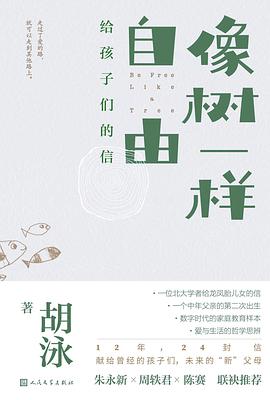 像树一样
自由
Be Free
Like
a
Tree
给孩子们的信
走过了爱的路，
就可以走到其他路上。
·一位北大学者给龙凤胎儿女的信
·一个中年父亲的第二次出生
·数字时代的家庭教育样本
·爱与生活的哲学思辨
胡泳
著
12年，24封信
献给曾经的孩子们，未来的“新”父母
朱永新×周轶君×陈赛 联袂推荐
人民文学出版社